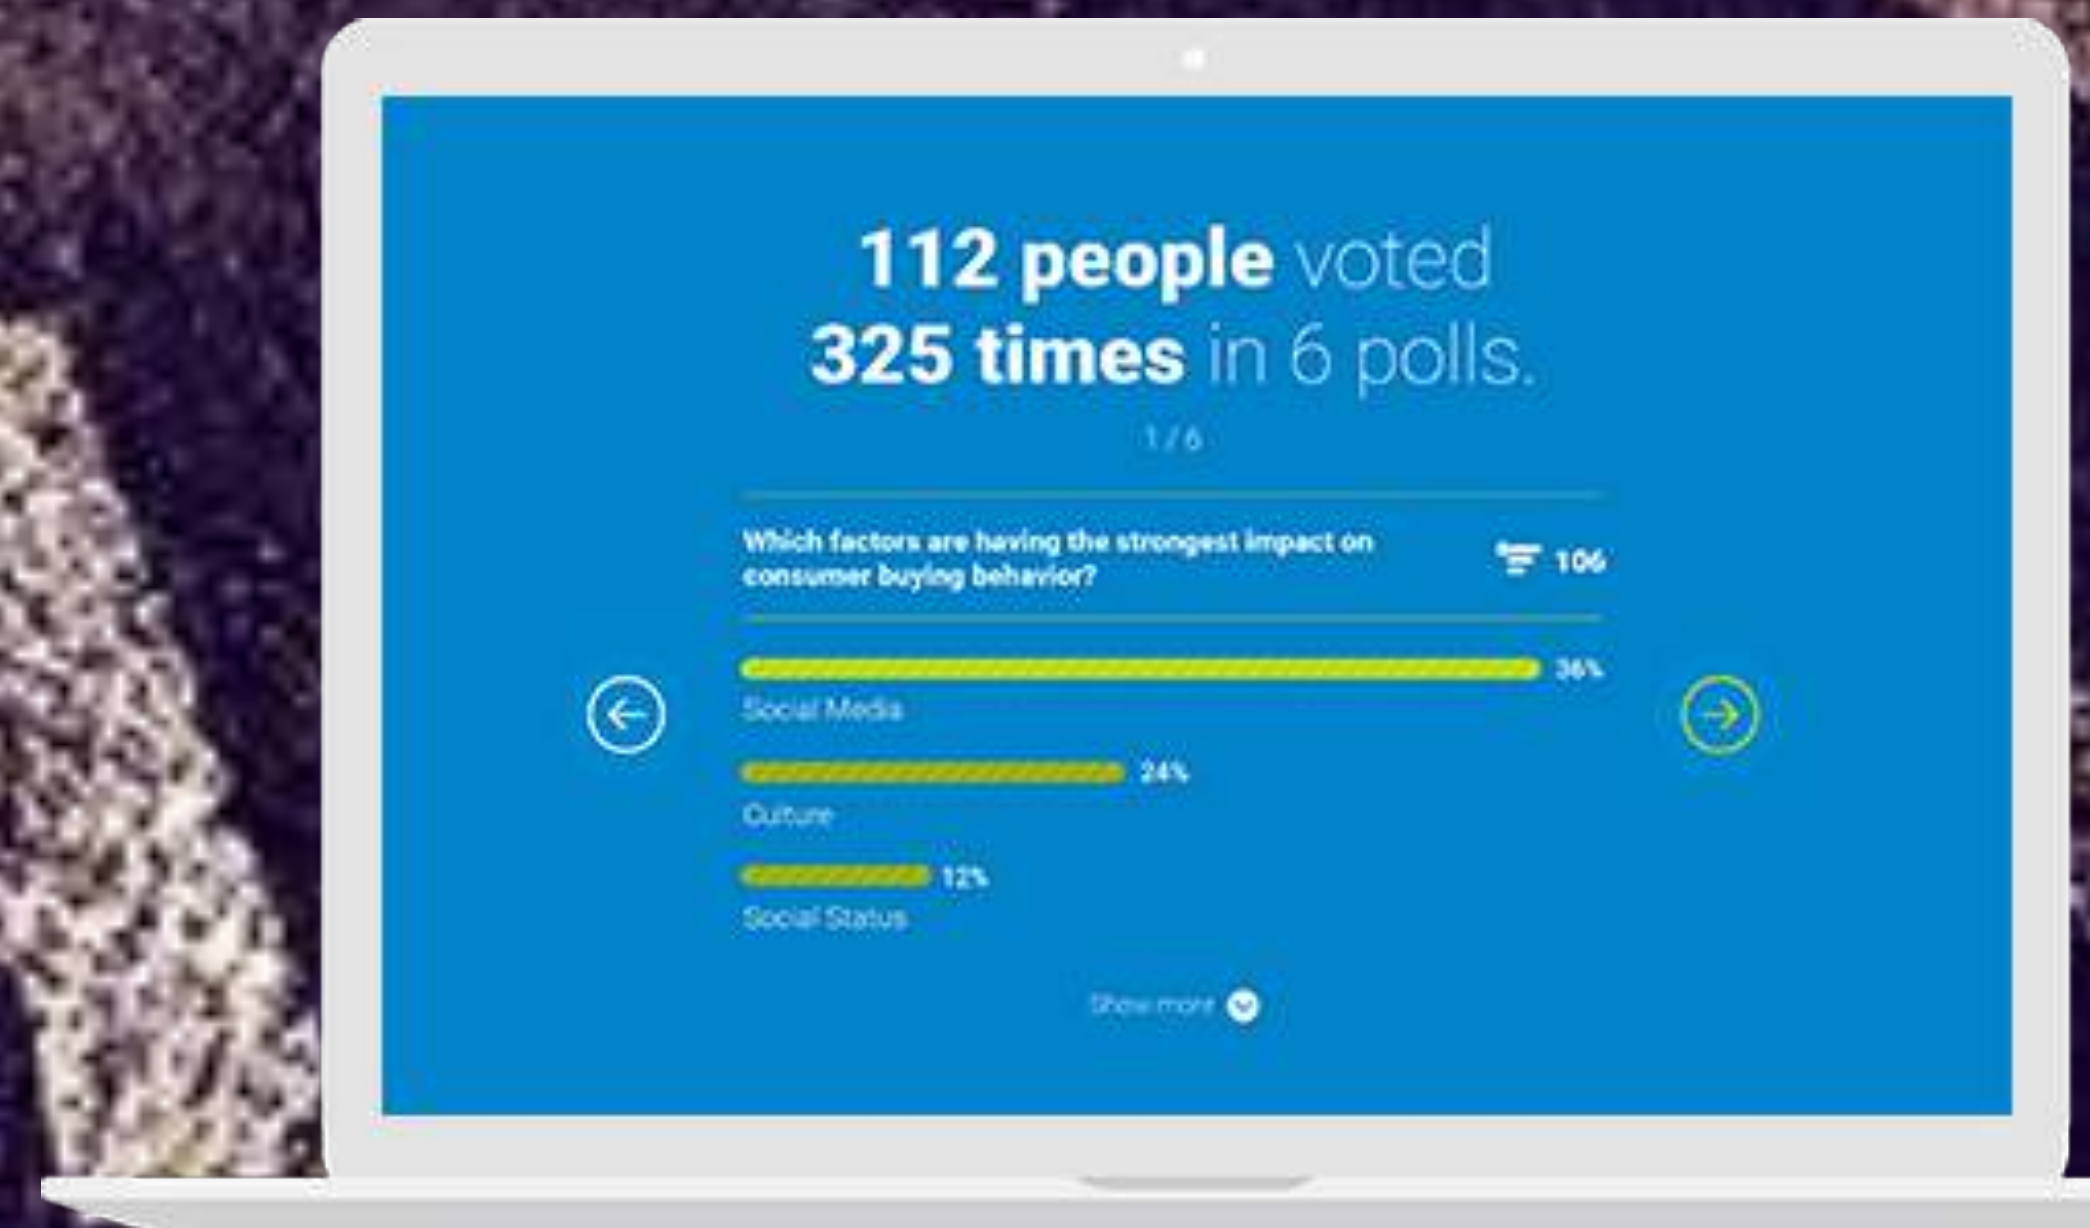 112 people voted
325 times in 6 polls.
1 / 6
Which factors are having the strongest impact on
consumer buying behavior?
106
36%
Social Media
24%
Culture
12%
Social Status
Show more